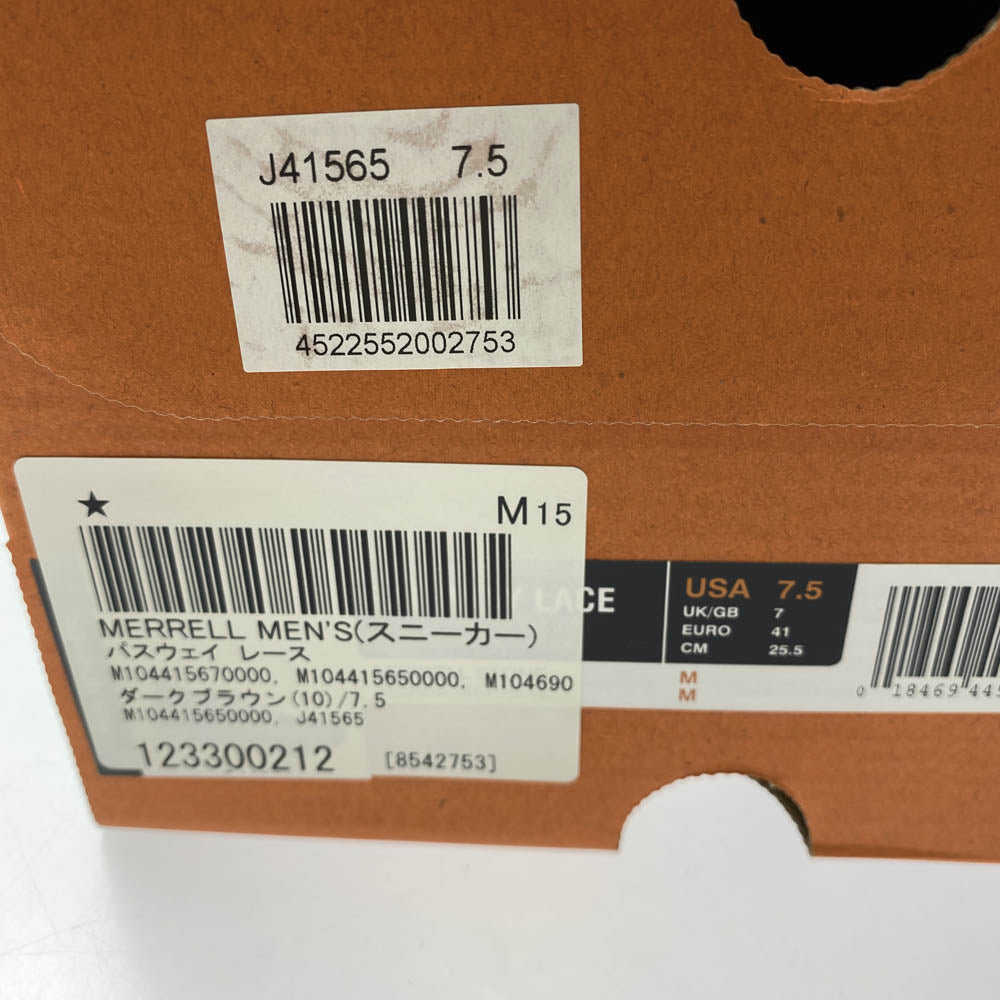 J41565 7.5
4522552002753
★ M15
MERRELL MEN'S(スニーカー)
パスウェイ レース
M104415670000, M104415650000, M104690
ダークブラウン(10)/7.5
M104415650000, J41565
123300212 [8542753]
LACE
USA 7.5
UK/GB 7
EURO 41
CM 25.5
M
M
0 18469 445